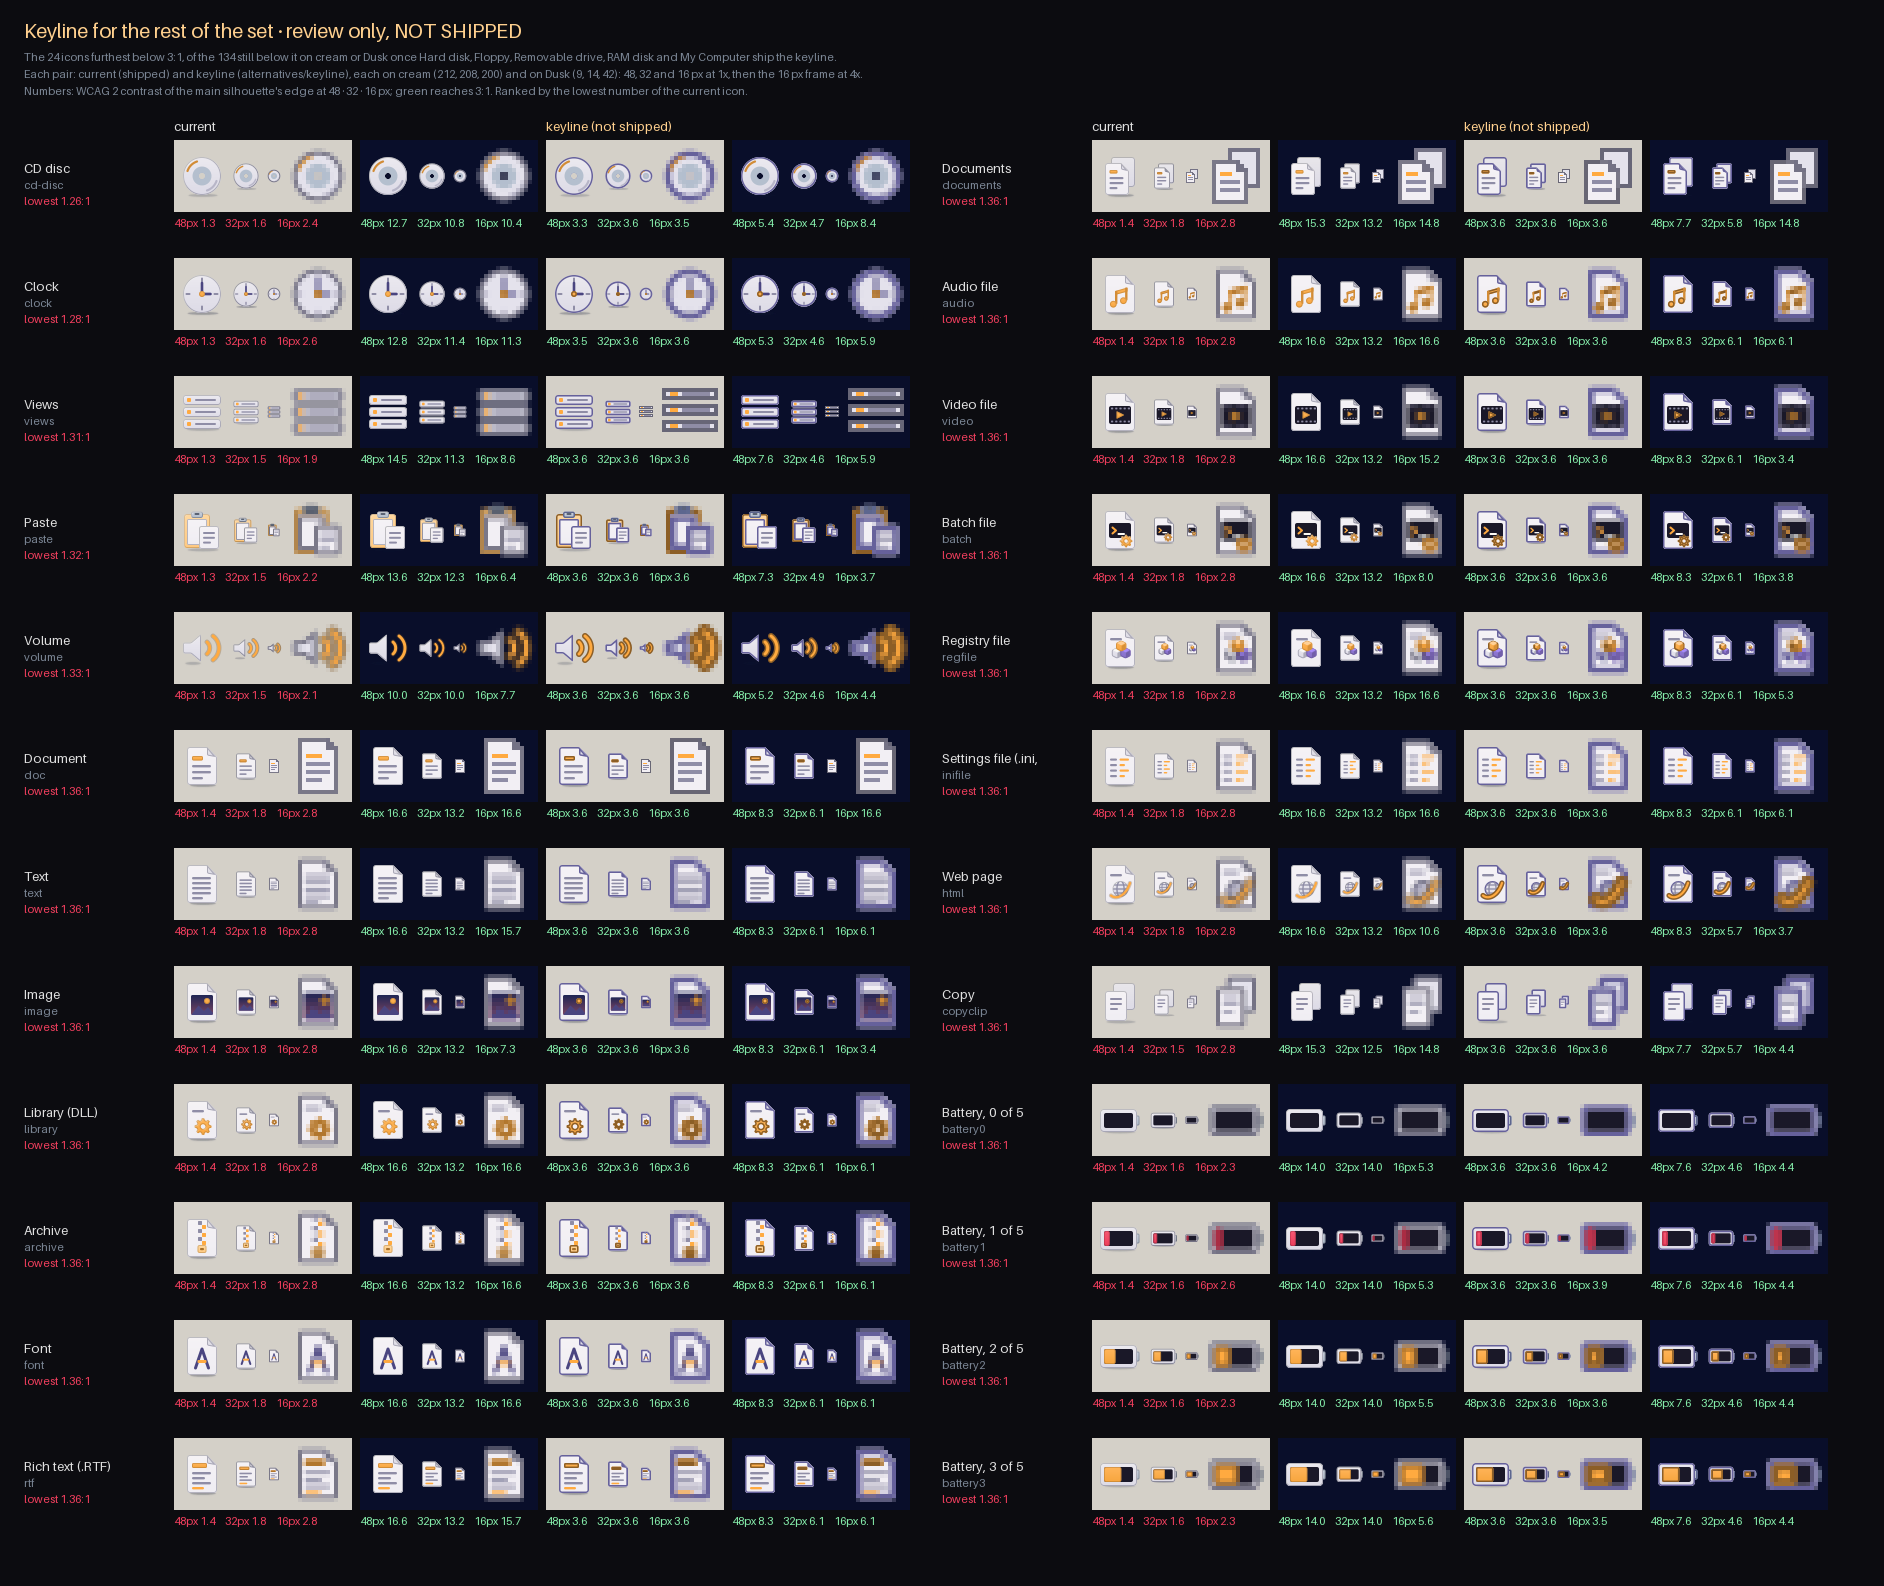 Keyline for the rest of the set · review only, NOT SHIPPED
The 24 icons furthest below 3:1, of the 134 still below it on cream or Dusk once Hard disk, Floppy, Removable drive, RAM disk and My Computer ship the keyline.
Each pair: current (shipped) and keyline (alternatives/keyline), each on cream (212, 208, 200) and on Dusk (9, 14, 42): 48, 32 and 16 px at 1x, then the 16 px frame at 4x.
Numbers: WCAG 2 contrast of the main silhouette's edge at 48 · 32 · 16 px; green reaches 3:1. Ranked by the lowest number of the current icon.
current keyline (not shipped)
CD disc
cd-disc
lowest 1.26:1
48px 1.3 32px 1.6 16px 2.4 48px 12.7 32px 10.8 16px 10.4 48px 3.3 32px 3.6 16px 3.5 48px 5.4 32px 4.7 16px 8.4
Clock
clock
lowest 1.28:1
48px 1.3 32px 1.6 16px 2.6 48px 12.8 32px 11.4 16px 11.3 48px 3.5 32px 3.6 16px 3.6 48px 5.3 32px 4.6 16px 5.9
Views
views
lowest 1.31:1
48px 1.3 32px 1.5 16px 1.9 48px 14.5 32px 11.3 16px 8.6 48px 3.6 32px 3.6 16px 3.6 48px 7.6 32px 4.6 16px 5.9
Paste
paste
lowest 1.32:1
48px 1.3 32px 1.5 16px 2.2 48px 13.6 32px 12.3 16px 6.4 48px 3.6 32px 3.6 16px 3.6 48px 7.3 32px 4.9 16px 3.7
Volume
volume
lowest 1.33:1
48px 1.3 32px 1.5 16px 2.1 48px 10.0 32px 10.0 16px 7.7 48px 3.6 32px 3.6 16px 3.6 48px 5.2 32px 4.6 16px 4.4
Document
doc
lowest 1.36:1
48px 1.4 32px 1.8 16px 2.8 48px 16.6 32px 13.2 16px 16.6 48px 3.6 32px 3.6 16px 3.6 48px 8.3 32px 6.1 16px 16.6
Text
text
lowest 1.36:1
48px 1.4 32px 1.8 16px 2.8 48px 16.6 32px 13.2 16px 15.7 48px 3.6 32px 3.6 16px 3.6 48px 8.3 32px 6.1 16px 6.1
Image
image
lowest 1.36:1
48px 1.4 32px 1.8 16px 2.8 48px 16.6 32px 13.2 16px 7.3 48px 3.6 32px 3.6 16px 3.6 48px 8.3 32px 6.1 16px 3.4
Library (DLL)
library
lowest 1.36:1
48px 1.4 32px 1.8 16px 2.8 48px 16.6 32px 13.2 16px 16.6 48px 3.6 32px 3.6 16px 3.6 48px 8.3 32px 6.1 16px 6.1
Archive
archive
lowest 1.36:1
48px 1.4 32px 1.8 16px 2.8 48px 16.6 32px 13.2 16px 16.6 48px 3.6 32px 3.6 16px 3.6 48px 8.3 32px 6.1 16px 6.1
Font
font
lowest 1.36:1
48px 1.4 32px 1.8 16px 2.8 48px 16.6 32px 13.2 16px 16.6 48px 3.6 32px 3.6 16px 3.6 48px 8.3 32px 6.1 16px 6.1
Rich text (.RTF)
rtf
lowest 1.36:1
48px 1.4 32px 1.8 16px 2.8 48px 16.6 32px 13.2 16px 15.7 48px 3.6 32px 3.6 16px 3.6 48px 8.3 32px 6.1 16px 6.1
current keyline (not shipped)
Documents
documents
lowest 1.36:1
48px 1.4 32px 1.8 16px 2.8 48px 15.3 32px 13.2 16px 14.8 48px 3.6 32px 3.6 16px 3.6 48px 7.7 32px 5.8 16px 14.8
Audio file
audio
lowest 1.36:1
48px 1.4 32px 1.8 16px 2.8 48px 16.6 32px 13.2 16px 16.6 48px 3.6 32px 3.6 16px 3.6 48px 8.3 32px 6.1 16px 6.1
Video file
video
lowest 1.36:1
48px 1.4 32px 1.8 16px 2.8 48px 16.6 32px 13.2 16px 15.2 48px 3.6 32px 3.6 16px 3.6 48px 8.3 32px 6.1 16px 3.4
Batch file
batch
lowest 1.36:1
48px 1.4 32px 1.8 16px 2.8 48px 16.6 32px 13.2 16px 8.0 48px 3.6 32px 3.6 16px 3.6 48px 8.3 32px 6.1 16px 3.8
Registry file
regfile
lowest 1.36:1
48px 1.4 32px 1.8 16px 2.8 48px 16.6 32px 13.2 16px 16.6 48px 3.6 32px 3.6 16px 3.6 48px 8.3 32px 6.1 16px 5.3
Settings file (.ini,
inifile
lowest 1.36:1
48px 1.4 32px 1.8 16px 2.8 48px 16.6 32px 13.2 16px 16.6 48px 3.6 32px 3.6 16px 3.6 48px 8.3 32px 6.1 16px 6.1
Web page
html
lowest 1.36:1
48px 1.4 32px 1.8 16px 2.8 48px 16.6 32px 13.2 16px 10.6 48px 3.6 32px 3.6 16px 3.6 48px 8.3 32px 5.7 16px 3.7
Copy
copyclip
lowest 1.36:1
48px 1.4 32px 1.5 16px 2.8 48px 15.3 32px 12.5 16px 14.8 48px 3.6 32px 3.6 16px 3.6 48px 7.7 32px 5.7 16px 4.4
Battery, 0 of 5
battery0
lowest 1.36:1
48px 1.4 32px 1.6 16px 2.3 48px 14.0 32px 14.0 16px 5.3 48px 3.6 32px 3.6 16px 4.2 48px 7.6 32px 4.6 16px 4.4
Battery, 1 of 5
battery1
lowest 1.36:1
48px 1.4 32px 1.6 16px 2.6 48px 14.0 32px 14.0 16px 5.3 48px 3.6 32px 3.6 16px 3.9 48px 7.6 32px 4.6 16px 4.4
Battery, 2 of 5
battery2
lowest 1.36:1
48px 1.4 32px 1.6 16px 2.3 48px 14.0 32px 14.0 16px 5.5 48px 3.6 32px 3.6 16px 3.6 48px 7.6 32px 4.6 16px 4.4
Battery, 3 of 5
battery3
lowest 1.36:1
48px 1.4 32px 1.6 16px 2.3 48px 14.0 32px 14.0 16px 5.6 48px 3.6 32px 3.6 16px 3.5 48px 7.6 32px 4.6 16px 4.4